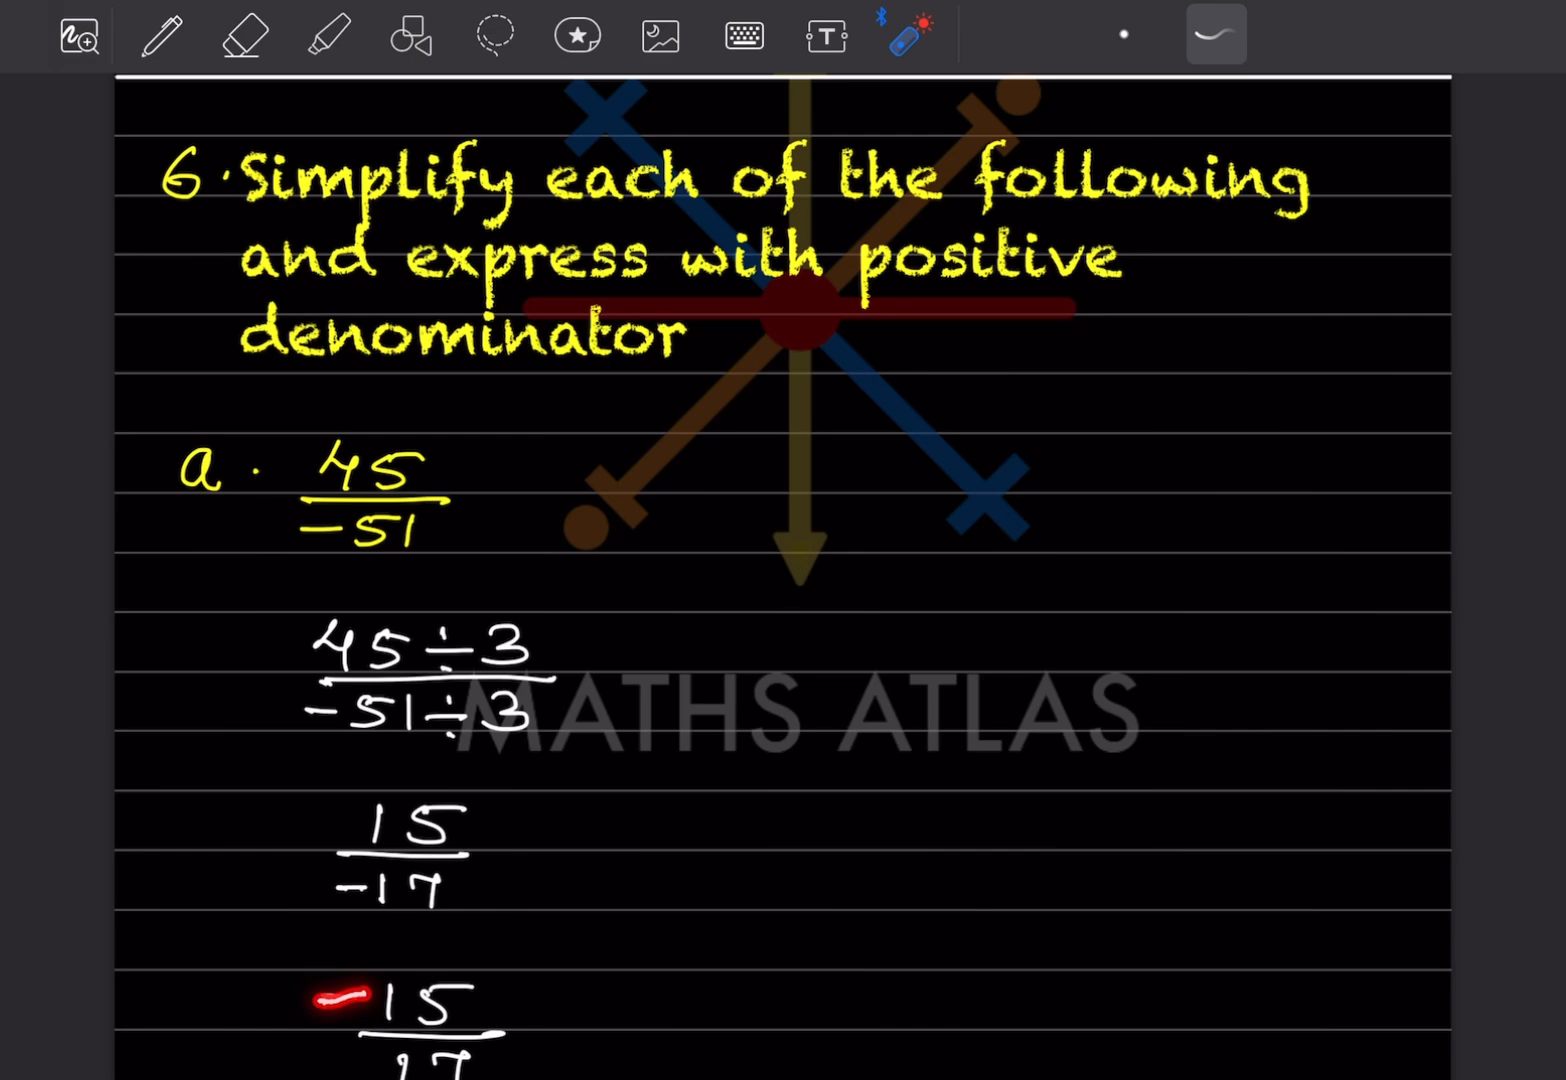 6. Simplify each of the following
and express with positive
denominator
a. 45
-51
45÷3
-51÷3
MATHS ATLAS
15
-17
-15
17